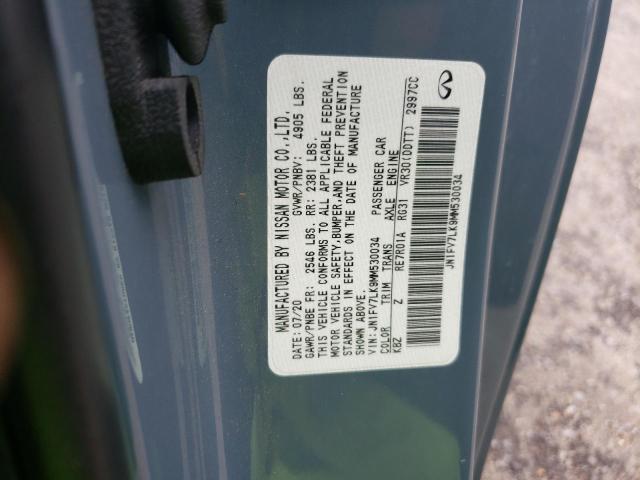 MANUFACTURED BY NISSAN MOTOR CO.,LTD.
DATE: 07/20 GVWR/PNBV: 4905 LBS.
GAWR/PNBE FR: 2546 LBS. RR: 2381 LBS.
THIS VEHICLE CONFORMS TO ALL APPLICABLE FEDERAL
MOTOR VEHICLE SAFETY,BUMPER,AND THEFT PREVENTION
STANDARDS IN EFFECT ON THE DATE OF MANUFACTURE
SHOWN ABOVE.
VIN: JN1FV7LK9MM530034 PASSENGER CAR
COLOR TRIM TRANS AXLE ENGINE
KBZ Z RE7R01A RG31 VR30(DDTT) 2997CC
JN1FV7LK9MM530034